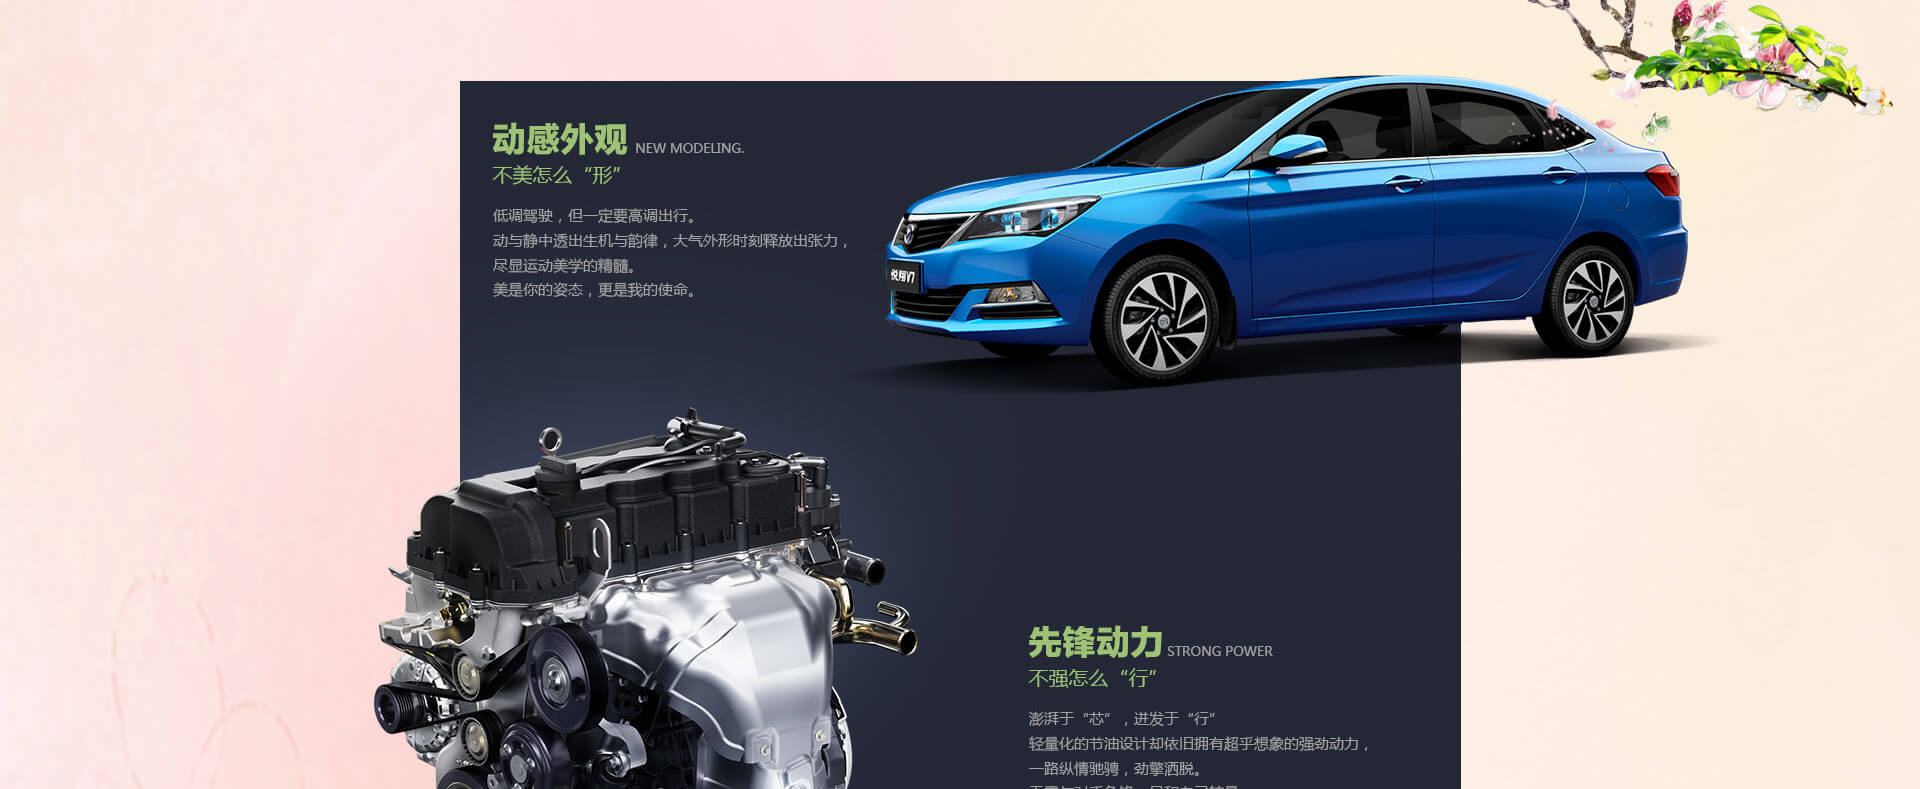 动感外观 NEW MODELING.
不美怎么“形”
低调驾驶，但一定要高调出行。
动与静中透出生机与韵律，大气外形时刻释放出张力，
尽显运动美学的精髓。
美是你的姿态，更是我的使命。
悦翔V7
先锋动力 STRONG POWER
不强怎么“行”
澎湃于“芯”，迸发于“行”
轻量化的节油设计却依旧拥有超乎想象的强劲动力，
一路纵情驰骋，劲擎洒脱。